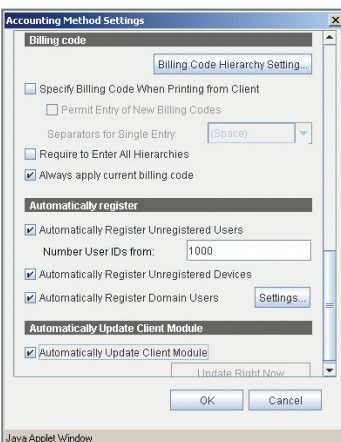 Accounting Method Settings
Billing code
Billing Code Hierarchy Setting...
Specify Billing Code When Printing from Client
Permit Entry of New Billing Codes
Separators for Single Entry: (Space)
Require to Enter All Hierarchies
Always apply current billing code
Automatically register
Automatically Register Unregistered Users
Number User IDs from: 1000
Automatically Register Unregistered Devices
Automatically Register Domain Users Settings...
Automatically Update Client Module
Automatically Update Client Module
Update Right Now
OK Cancel
Java Applet Window